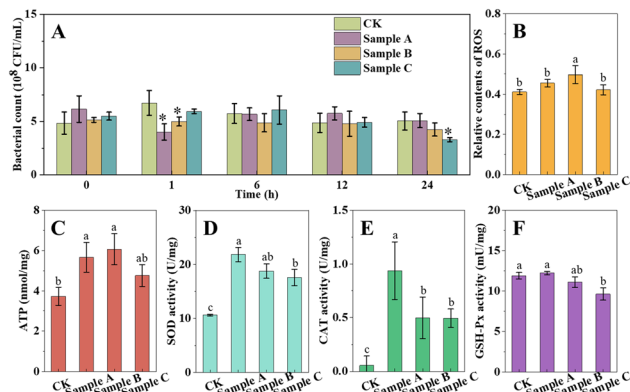 A
CK
Sample A
Sample B
Sample C
Bacterial count (10⁸ CFU/mL)
15
10
5
0
* * *
0 1 6 12 24
Time (h)
B
Relative contents of ROS
0.6
0.4
0.2
0.0
b b a b
CK Sample A Sample B Sample C
C
ATP (nmol/mg)
8
6
4
2
0
b a a ab
CK Sample A Sample B Sample C
D
SOD activity (U/mg)
30
20
10
0
c a ab b
CK Sample A Sample B Sample C
E
CAT activity (U/mg)
1.5
1.0
0.5
0.0
c a b b
CK Sample A Sample B Sample C
F
GSH-Px activity (mU/mg)
20
15
10
5
0
a a ab b
CK Sample A Sample B Sample C